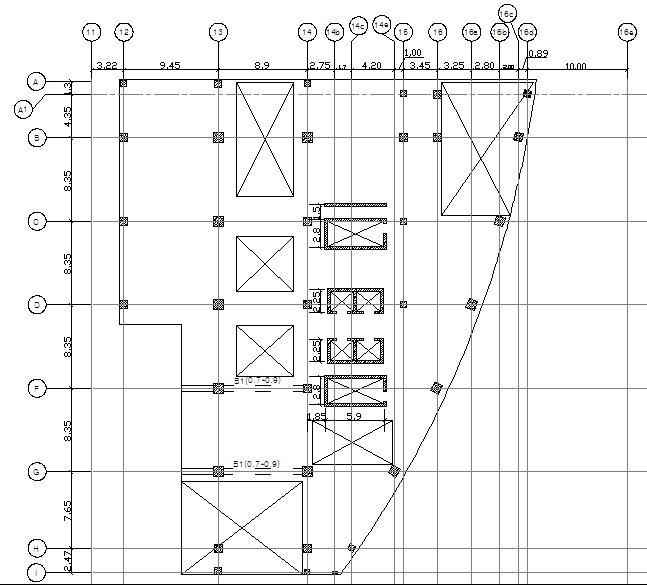 16c
14c 14e
11 12 13 14 14b 15 16 16a 16b 16d 16e
1,00 0.89
3.22 9.45 8.9 2.75 1.7 4.20 3.45 3.25 2.80 10.00
A
A1
4.35
B
8.35
C
2.8
8.35
D
2.25
8.35
2.25
B1(0.7-0.9)
F
2.8
1.85 5.9
8.35
B1(0.7-0.9)
G
7.65
H
2.47
I